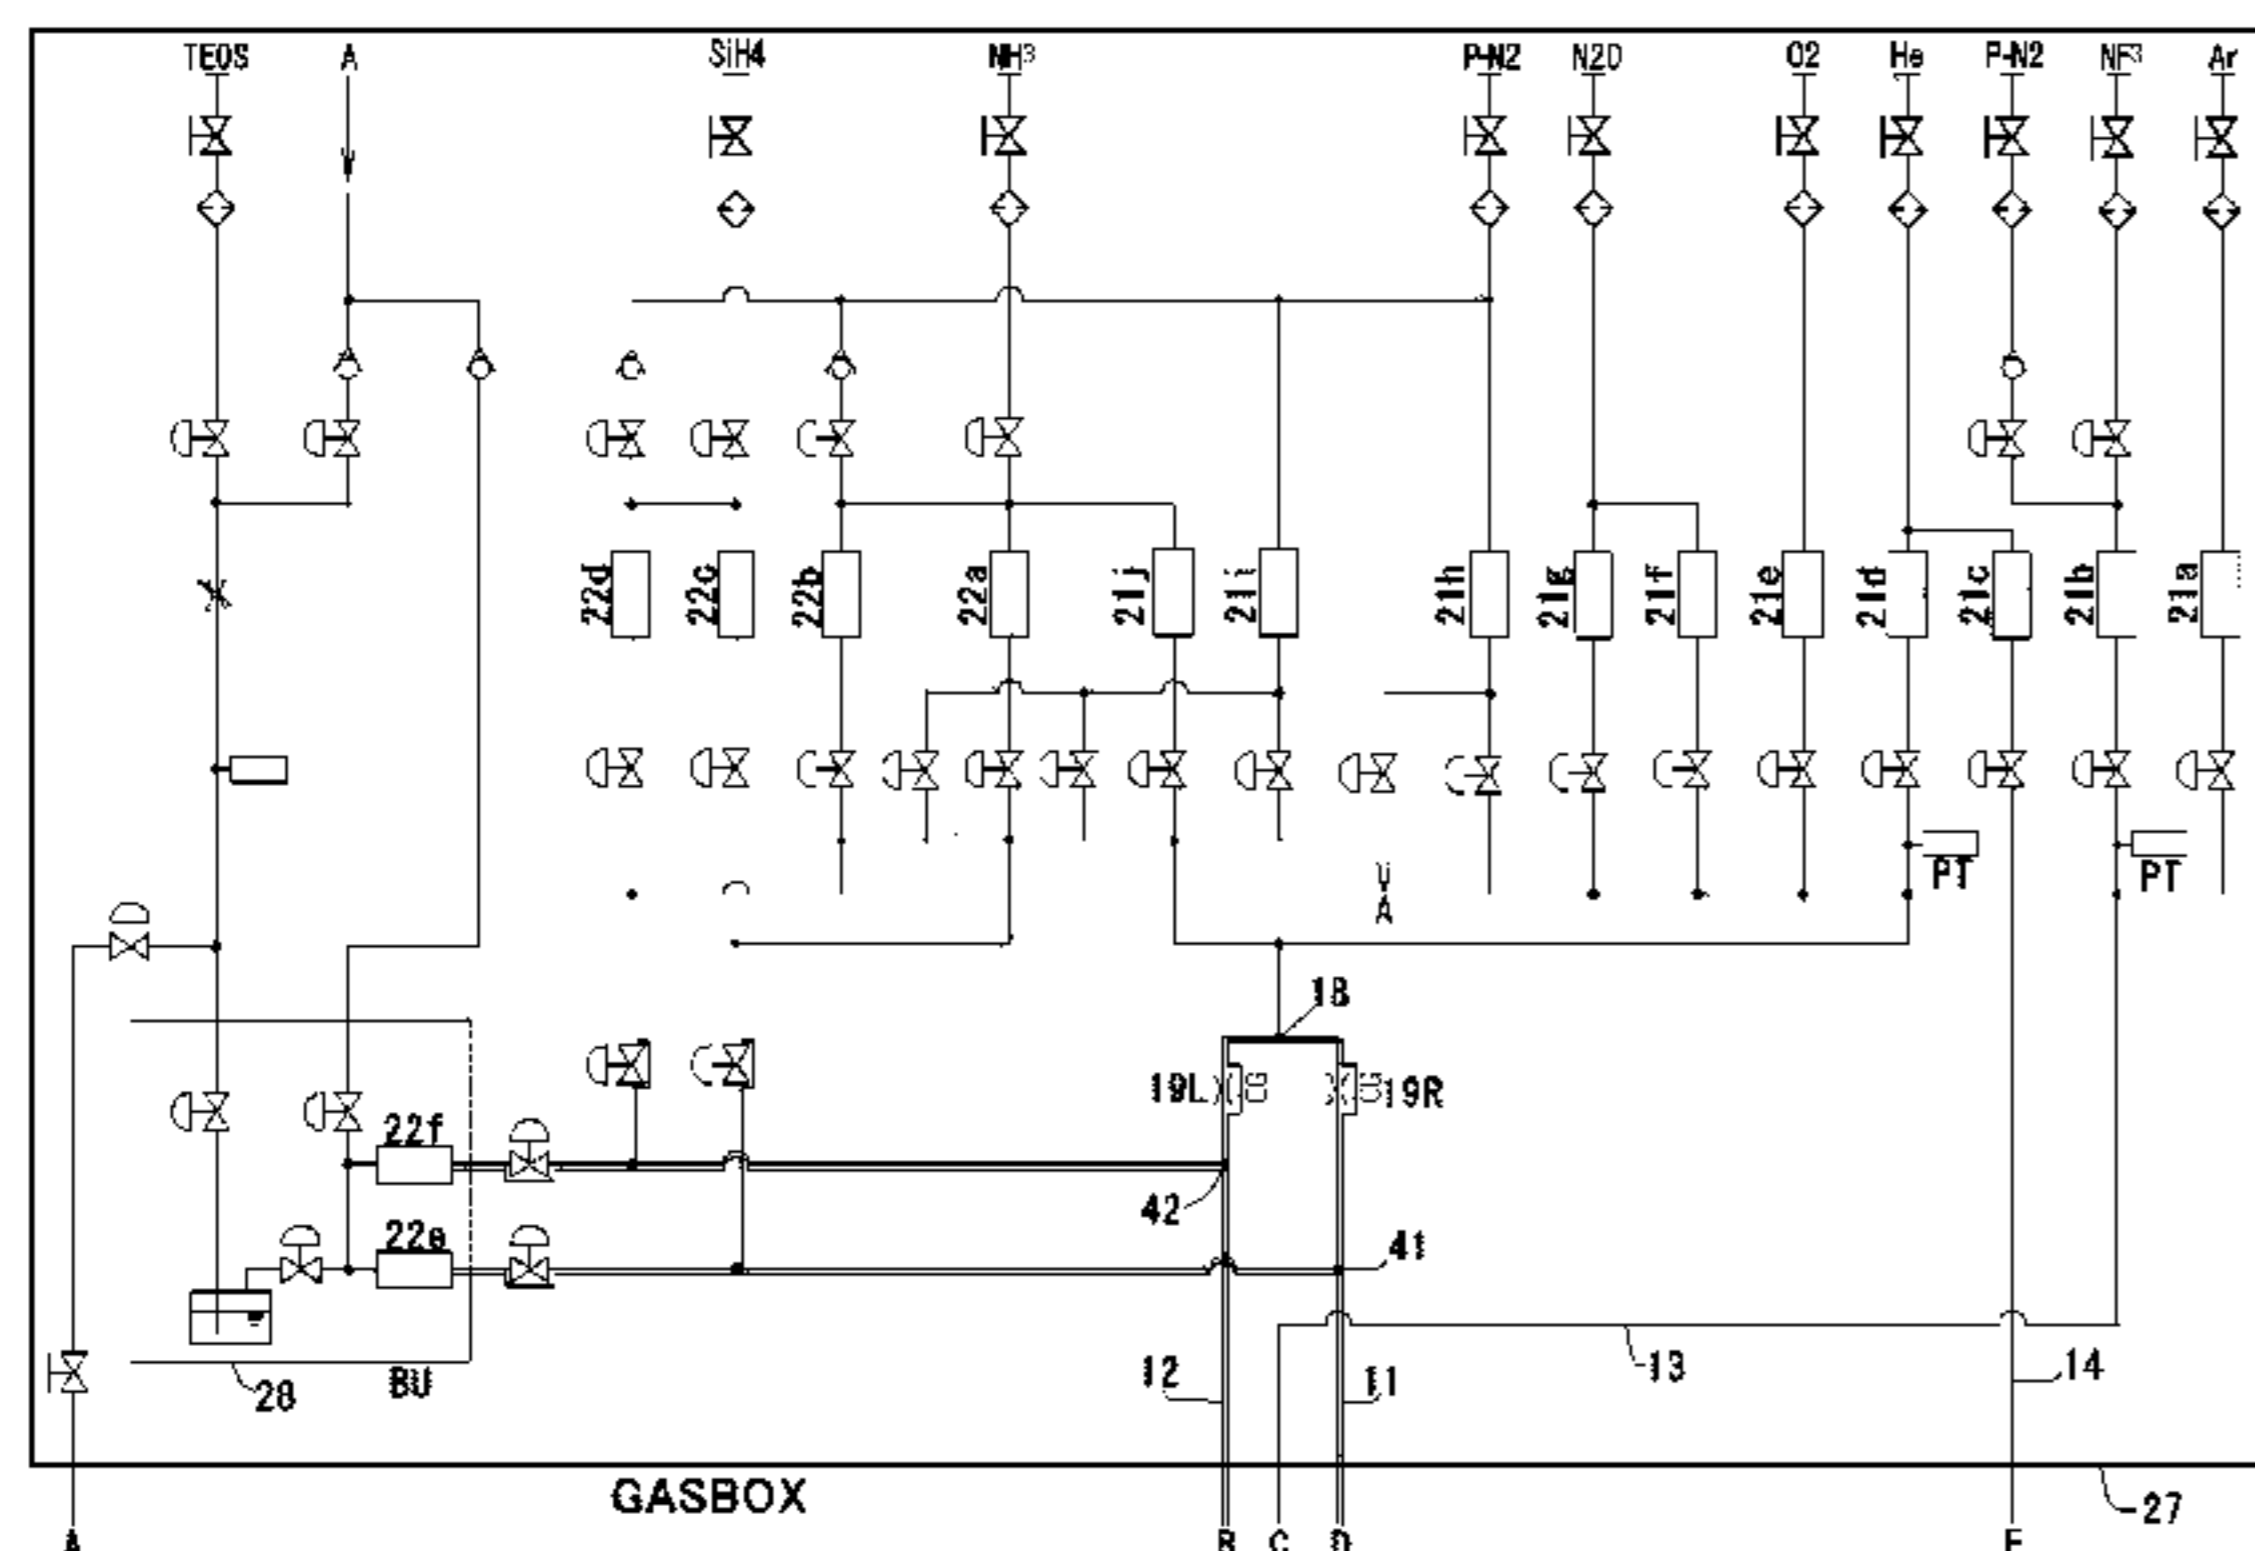 TEOS A SiH4 NH3 P-N2 N2O O2 He P-N2 NF3 Ar
22d 22c 22b 22a 21j 21i 21h 21g 21f 21e 21d 21c 21b 21a
PT PT
A
18
19L 19R
22f
42
22e 41
12 11 13 14
28 BU
GASBOX 27
A B C D